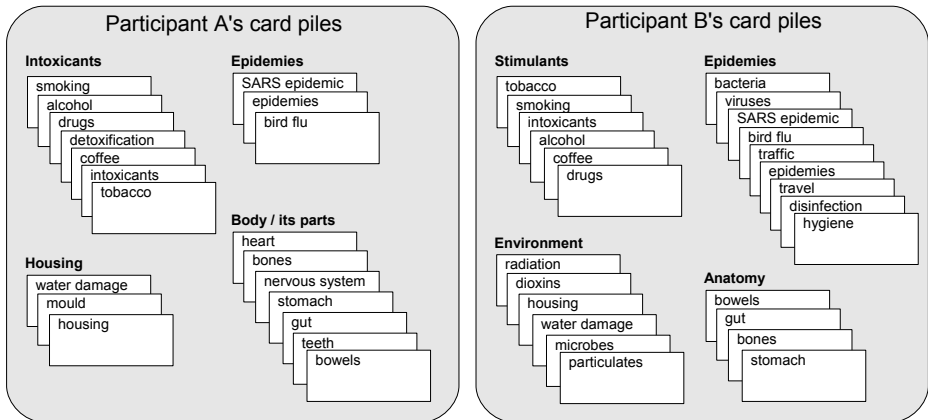 Participant A's card piles
Intoxicants
smoking
alcohol
drugs
detoxification
coffee
intoxicants
tobacco
Epidemies
SARS epidemic
epidemies
bird flu
Body / its parts
heart
bones
nervous system
stomach
gut
teeth
bowels
Housing
water damage
mould
housing
Participant B's card piles
Stimulants
tobacco
smoking
intoxicants
alcohol
coffee
drugs
Epidemies
bacteria
viruses
SARS epidemic
bird flu
traffic
epidemies
travel
disinfection
hygiene
Environment
radiation
dioxins
housing
water damage
microbes
particulates
Anatomy
bowels
gut
bones
stomach